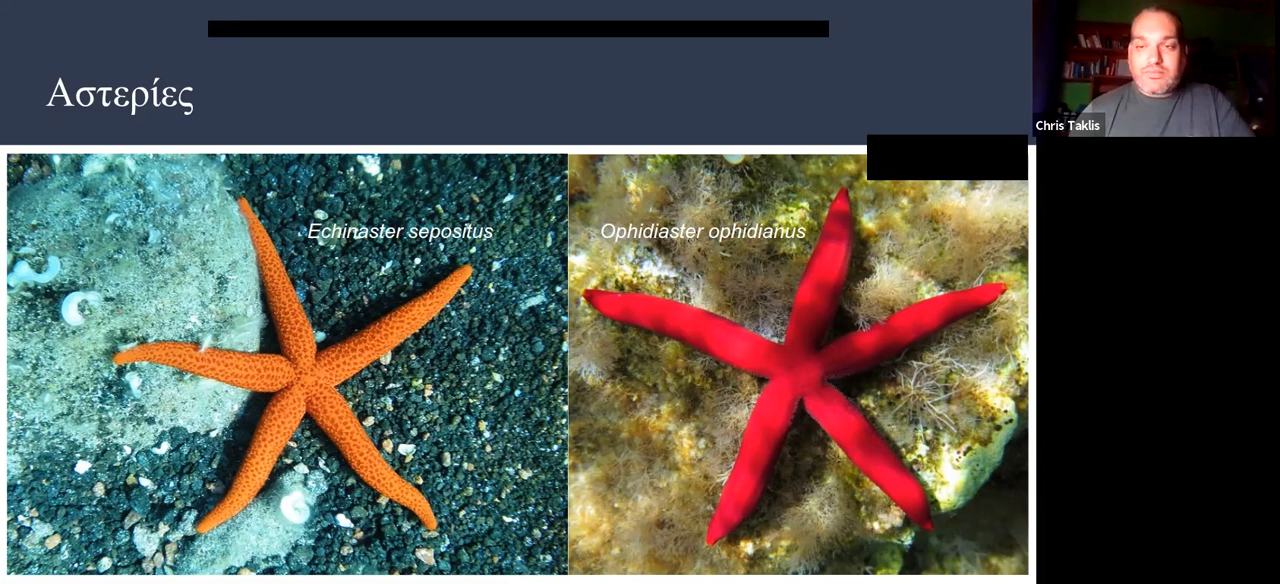 Αστερίες
Chris Taklis
Echinaster sepositus
Ophidiaster ophidianus